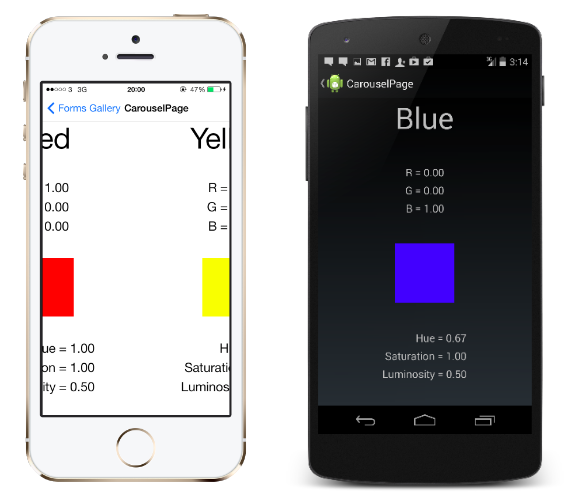 3 3G 20:00 47%
Forms Gallery CarouselPage
ed Yel
1.00 R =
0.00 G =
0.00 B =
ue = 1.00 H
on = 1.00 Saturatio
ity = 0.50 Luminos
3:14
CarouselPage
Blue
R = 0.00
G = 0.00
B = 1.00
Hue = 0.67
Saturation = 1.00
Luminosity = 0.50